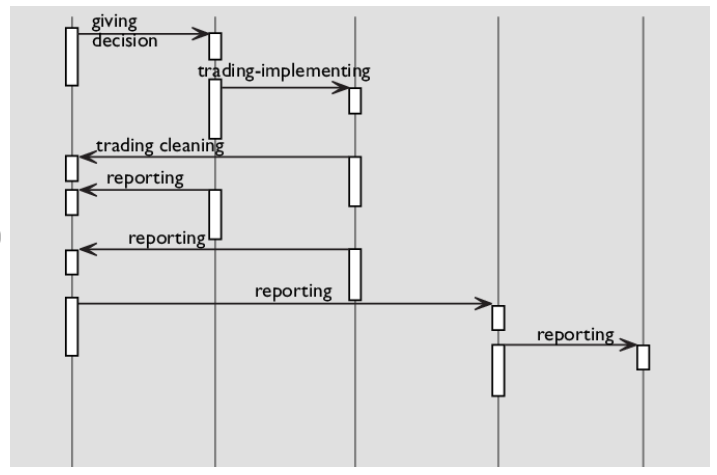 giving
decision
trading-implementing
trading cleaning
reporting
reporting
reporting
reporting